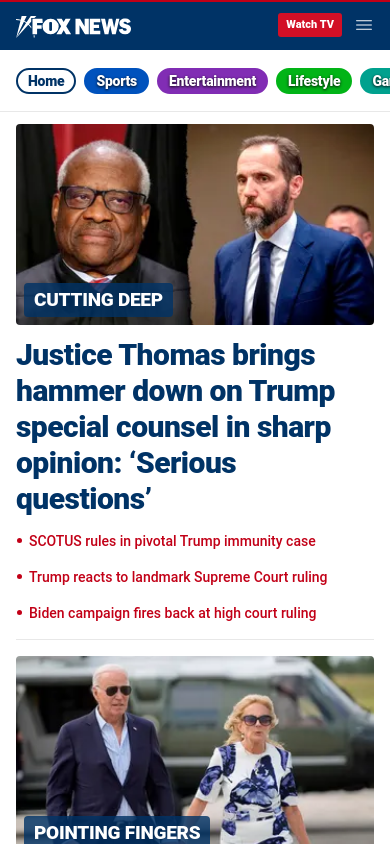 FOX NEWS
Watch TV
Home Sports Entertainment Lifestyle
CUTTING DEEP
Justice Thomas brings
hammer down on Trump
special counsel in sharp
opinion: ‘Serious
questions’
• SCOTUS rules in pivotal Trump immunity case
• Trump reacts to landmark Supreme Court ruling
• Biden campaign fires back at high court ruling
POINTING FINGERS